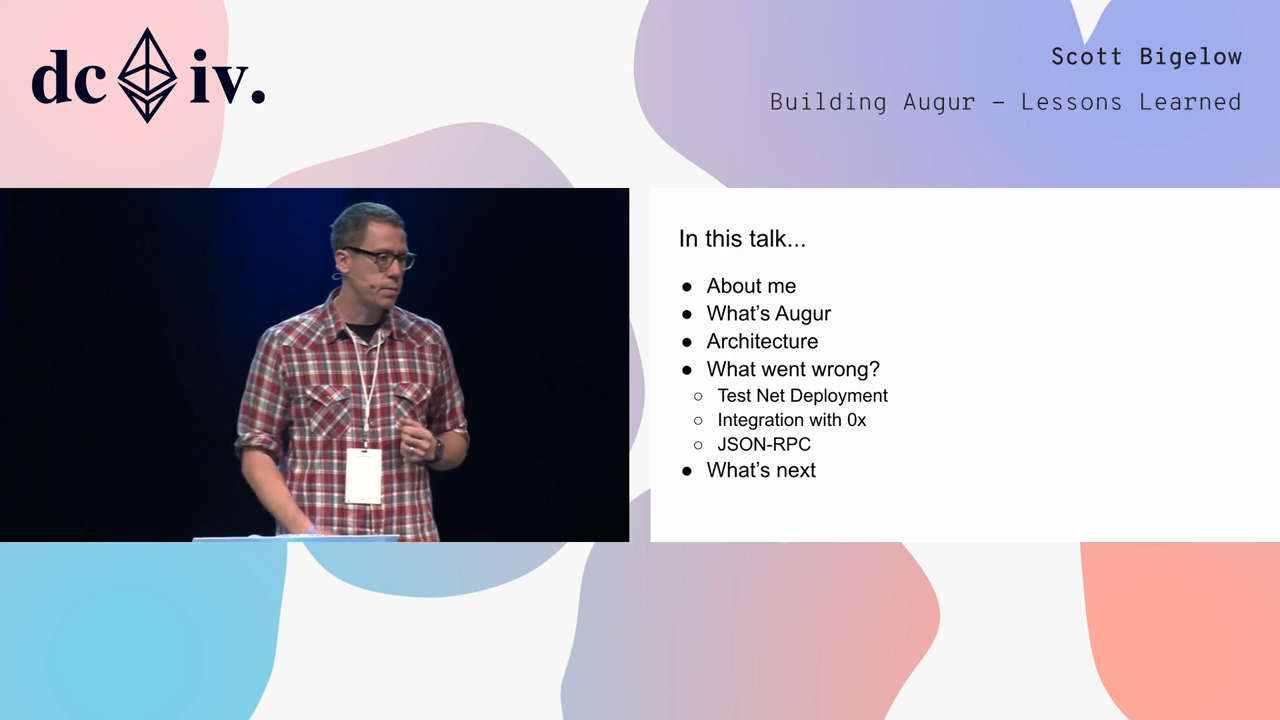 dc iv.
Scott Bigelow
Building Augur – Lessons Learned
In this talk...
● About me
● What's Augur
● Architecture
● What went wrong?
○ Test Net Deployment
○ Integration with 0x
○ JSON-RPC
● What's next